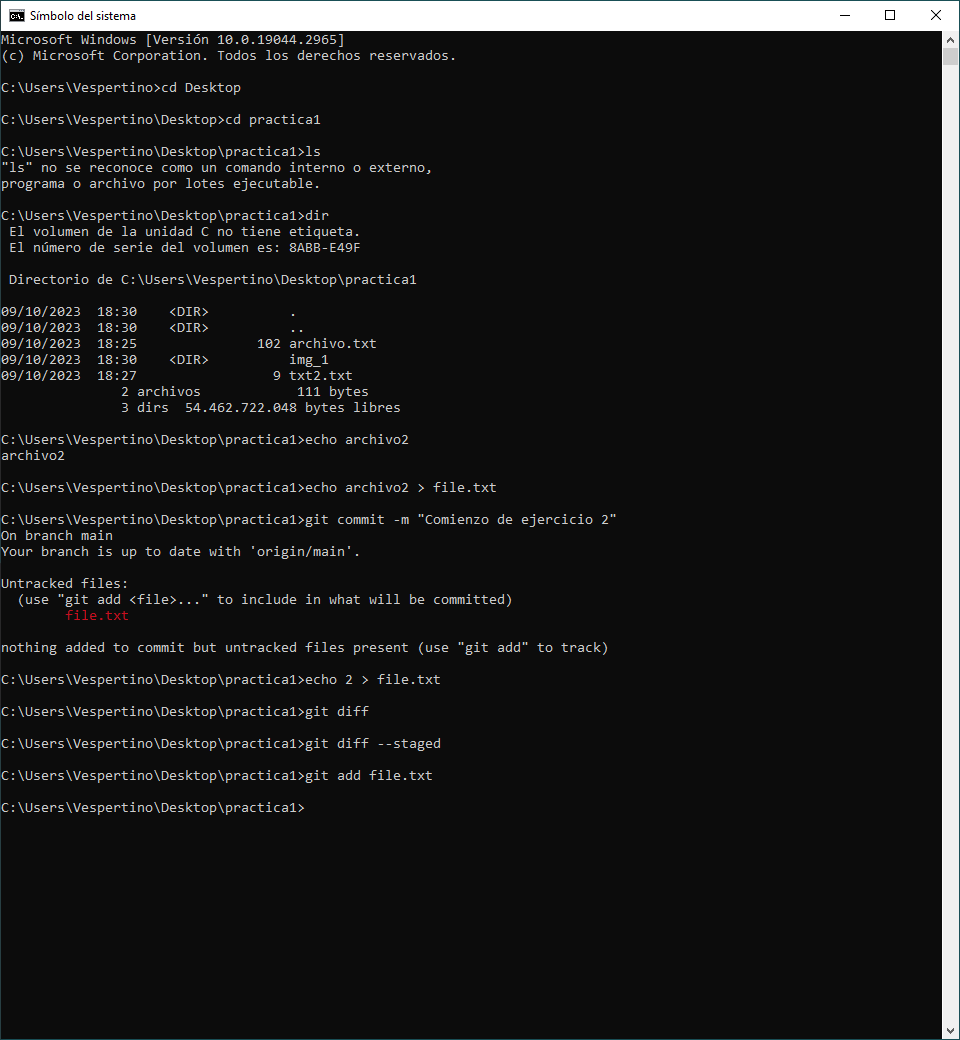 Símbolo del sistema
Microsoft Windows [Versión 10.0.19044.2965]
(c) Microsoft Corporation. Todos los derechos reservados.
C:\Users\Vespertino>cd Desktop
C:\Users\Vespertino\Desktop>cd practica1
C:\Users\Vespertino\Desktop\practica1>ls
"ls" no se reconoce como un comando interno o externo,
programa o archivo por lotes ejecutable.
C:\Users\Vespertino\Desktop\practica1>dir
 El volumen de la unidad C no tiene etiqueta.
 El número de serie del volumen es: 8ABB-E49F
 Directorio de C:\Users\Vespertino\Desktop\practica1
09/10/2023  18:30    <DIR>          .
09/10/2023  18:30    <DIR>          ..
09/10/2023  18:25               102 archivo.txt
09/10/2023  18:30    <DIR>          img_1
09/10/2023  18:27                 9 txt2.txt
               2 archivos            111 bytes
               3 dirs  54.462.722.048 bytes libres
C:\Users\Vespertino\Desktop\practica1>echo archivo2
archivo2
C:\Users\Vespertino\Desktop\practica1>echo archivo2 > file.txt
C:\Users\Vespertino\Desktop\practica1>git commit -m "Comienzo de ejercicio 2"
On branch main
Your branch is up to date with 'origin/main'.
Untracked files:
  (use "git add <file>..." to include in what will be committed)
        file.txt
nothing added to commit but untracked files present (use "git add" to track)
C:\Users\Vespertino\Desktop\practica1>echo 2 > file.txt
C:\Users\Vespertino\Desktop\practica1>git diff
C:\Users\Vespertino\Desktop\practica1>git diff --staged
C:\Users\Vespertino\Desktop\practica1>git add file.txt
C:\Users\Vespertino\Desktop\practica1>